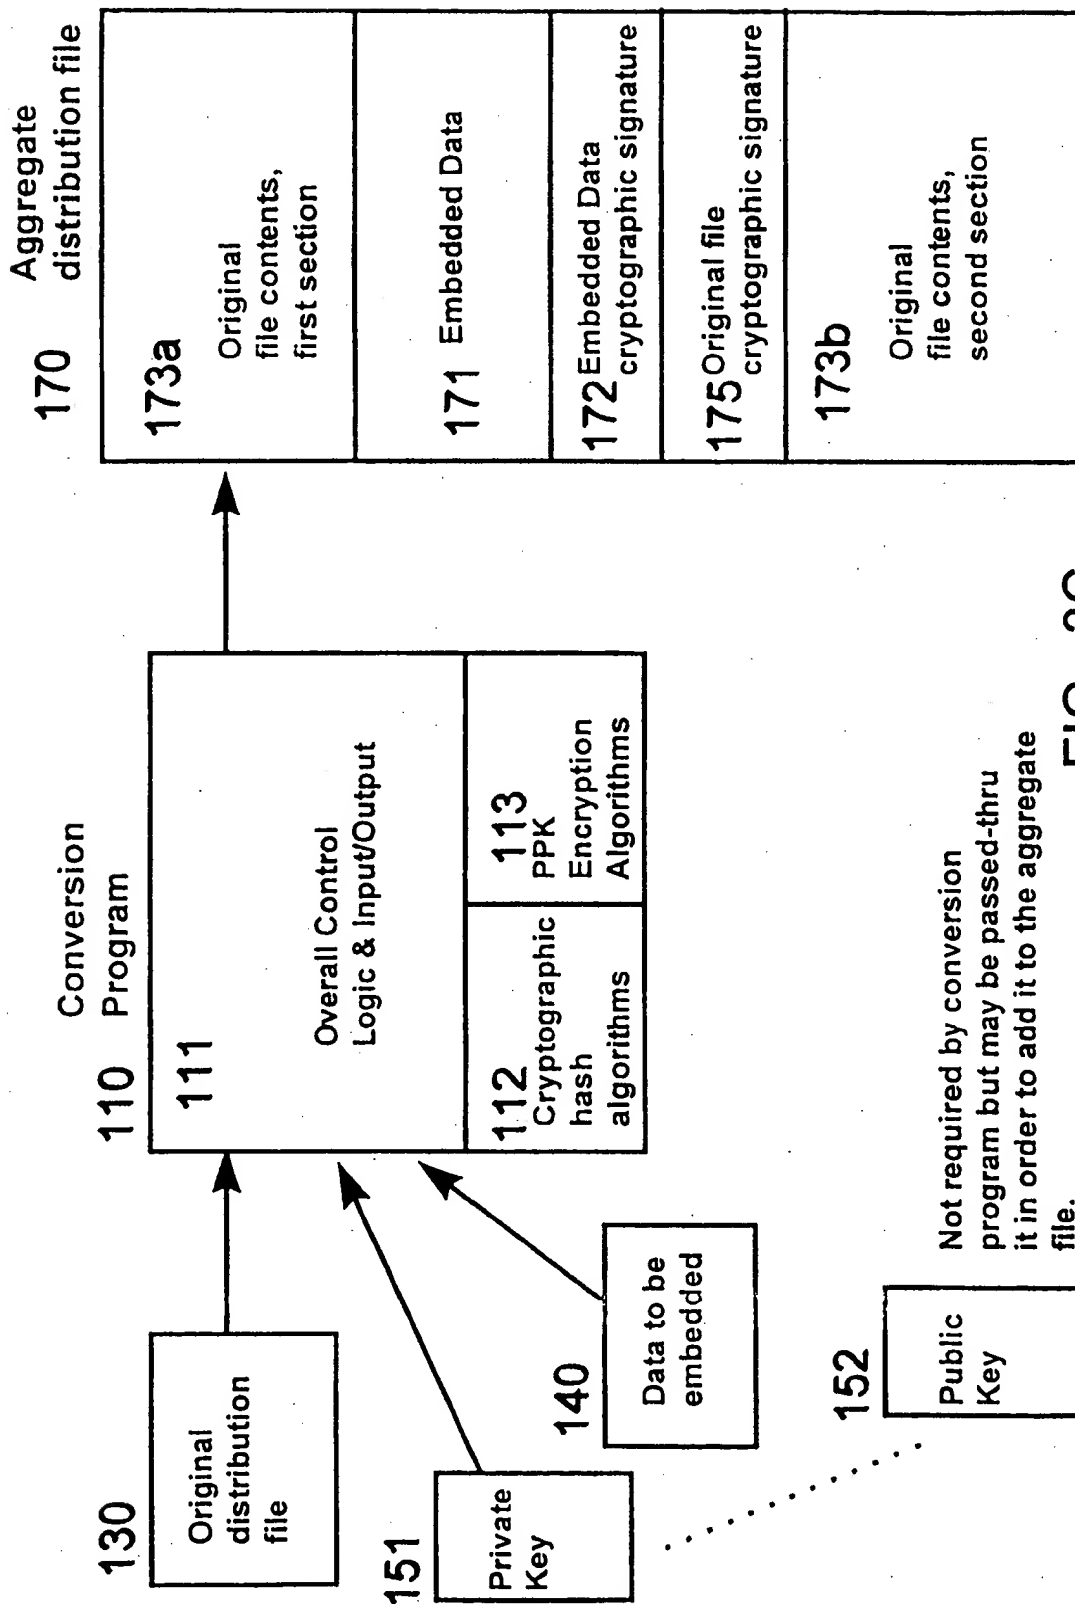 130
Original
distribution
file
151
Private
Key
140
Data to be
embedded
152
Public
Key
Not required by conversion
program but may be passed-thru
it in order to add it to the aggregate
file.
110
Conversion
Program
111
Overall Control
Logic & Input/Output
112
Cryptographic
hash
algorithms
113
PPK
Encryption
Algorithms
170
Aggregate
distribution file
173a
Original
file contents,
first section
171 Embedded Data
172 Embedded Data
cryptographic signature
175 Original file
cryptographic signature
173b
Original
file contents,
second section
FIG.